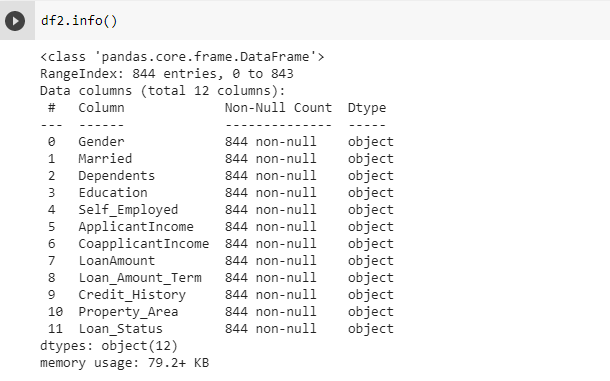 df2.info()
<class 'pandas.core.frame.DataFrame'>
RangeIndex: 844 entries, 0 to 843
Data columns (total 12 columns):
 #   Column             Non-Null Count  Dtype
---  ------             --------------  -----
 0   Gender             844 non-null    object
 1   Married            844 non-null    object
 2   Dependents         844 non-null    object
 3   Education          844 non-null    object
 4   Self_Employed      844 non-null    object
 5   ApplicantIncome    844 non-null    object
 6   CoapplicantIncome  844 non-null    object
 7   LoanAmount         844 non-null    object
 8   Loan_Amount_Term   844 non-null    object
 9   Credit_History     844 non-null    object
 10  Property_Area      844 non-null    object
 11  Loan_Status        844 non-null    object
dtypes: object(12)
memory usage: 79.2+ KB